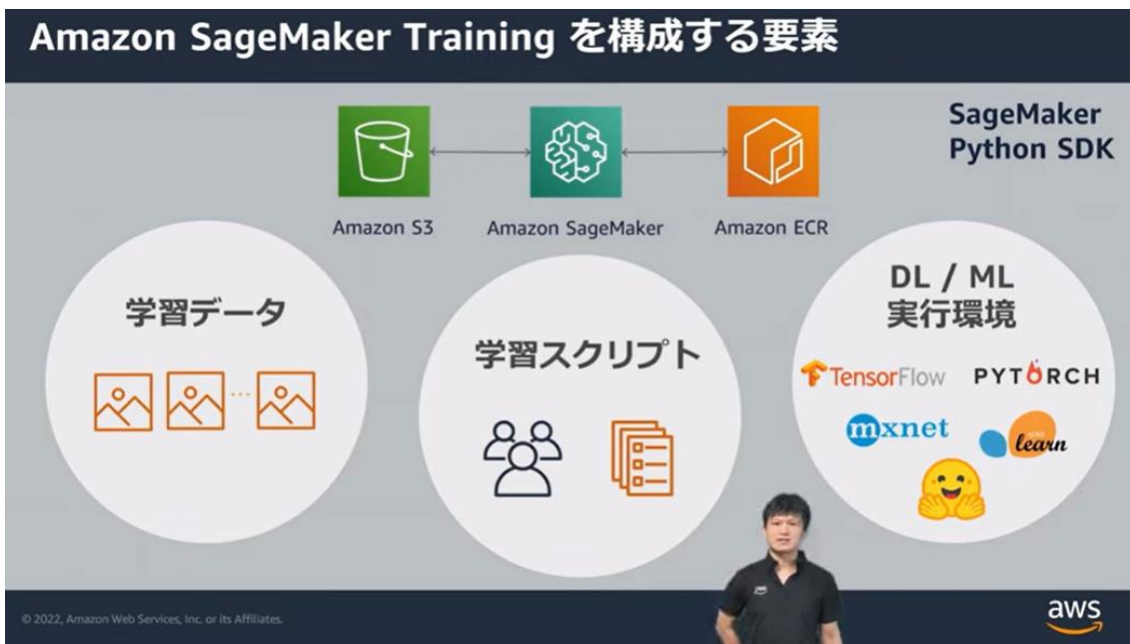 Amazon SageMaker Training を構成する要素
SageMaker
Python SDK
Amazon S3
Amazon SageMaker
Amazon ECR
学習データ
学習スクリプト
DL / ML
実行環境
TensorFlow
PYTORCH
mxnet
learn
© 2022, Amazon Web Services, Inc. or its Affiliates.
aws